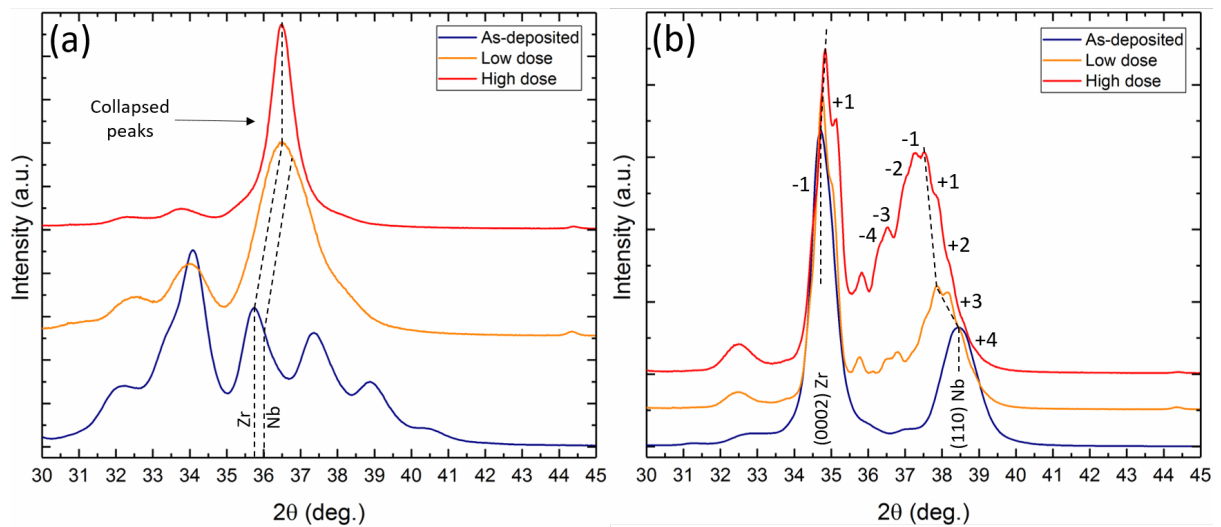 (a)
As-deposited
Low dose
High dose
Collapsed
peaks
Intensity (a.u.)
Zr
Nb
30 31 32 33 34 35 36 37 38 39 40 41 42 43 44 45
2θ (deg.)
(b)
As-deposited
Low dose
High dose
+1
-1
-1
-2
+1
-3
-4
+2
+3
+4
Intensity (a.u.)
(0002) Zr
(110) Nb
30 31 32 33 34 35 36 37 38 39 40 41 42 43 44 45
2θ (deg.)